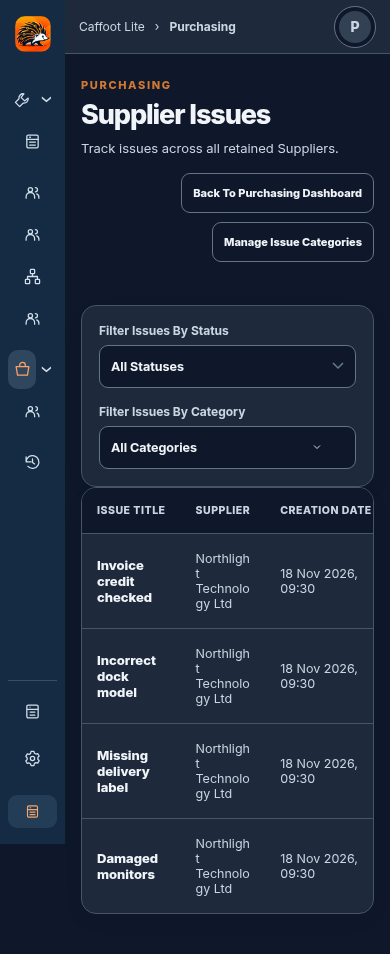 Caffoot Lite › Purchasing
P
PURCHASING
Supplier Issues
Track issues across all retained Suppliers.
Back To Purchasing Dashboard
Manage Issue Categories
Filter Issues By Status
All Statuses
Filter Issues By Category
All Categories
ISSUE TITLE SUPPLIER CREATION DATE
Invoice
credit
checked
Northligh
t
Technolo
gy Ltd
18 Nov 2026,
09:30
Incorrect
dock
model
Northligh
t
Technolo
gy Ltd
18 Nov 2026,
09:30
Missing
delivery
label
Northligh
t
Technolo
gy Ltd
18 Nov 2026,
09:30
Damaged
monitors
Northligh
t
Technolo
gy Ltd
18 Nov 2026,
09:30